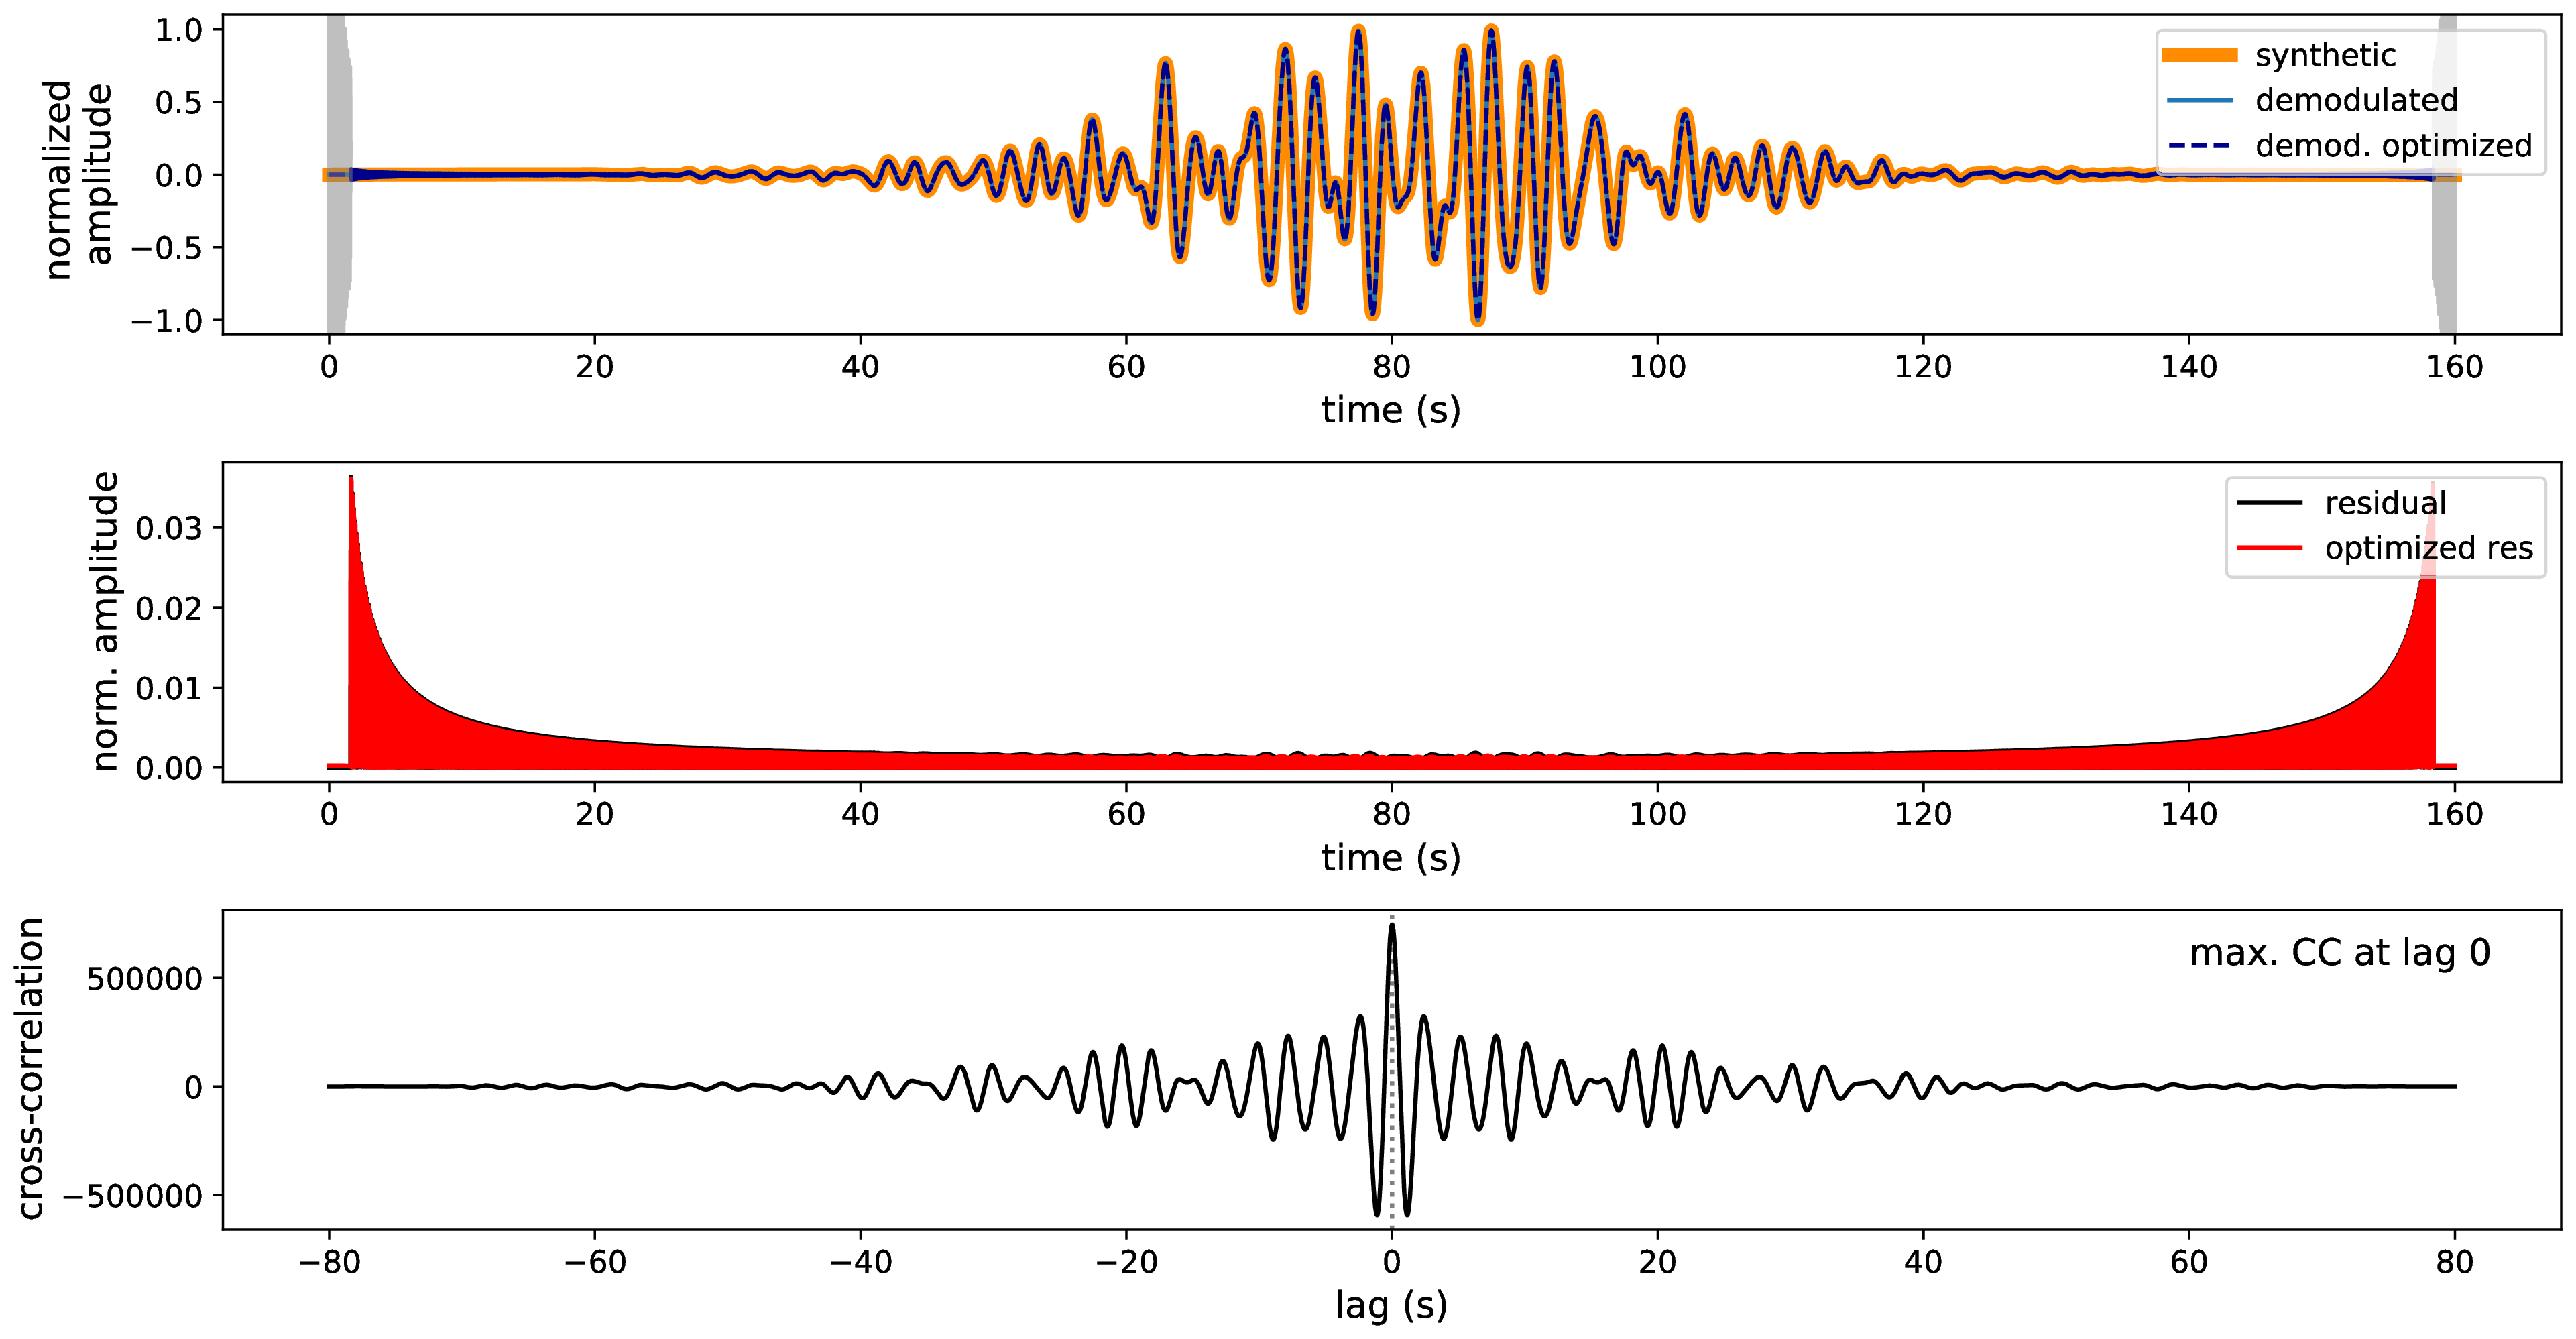 normalized
amplitude
1.0
0.5
0.0
−0.5
−1.0
synthetic
demodulated
demod. optimized
0 20 40 60 80 100 120 140 160
time (s)
norm. amplitude
0.03
0.02
0.01
0.00
residual
optimized res
0 20 40 60 80 100 120 140 160
time (s)
cross-correlation
500000
0
−500000
max. CC at lag 0
−80 −60 −40 −20 0 20 40 60 80
lag (s)